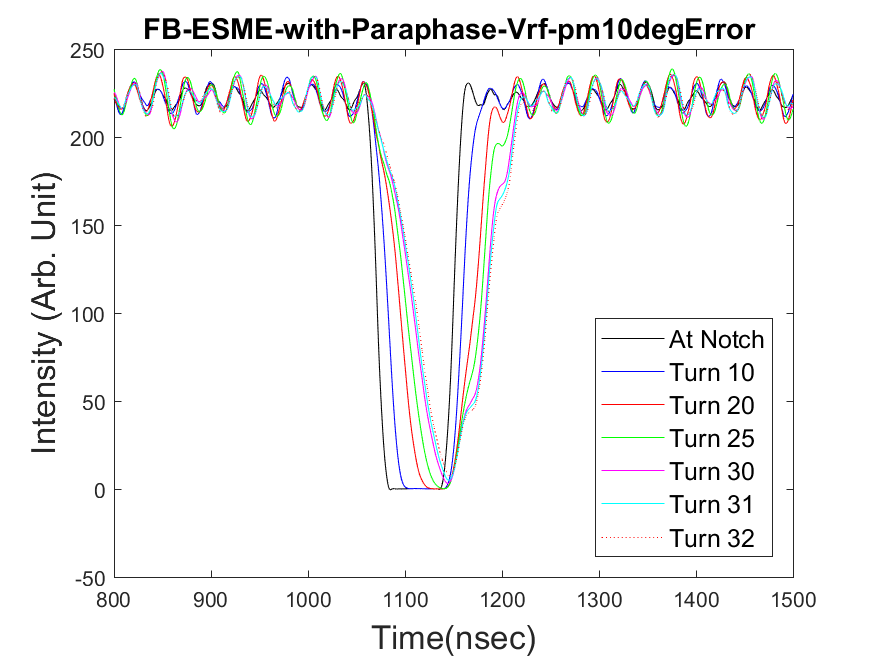 FB-ESME-with-Paraphase-Vrf-pm10degError
250
200
150
100
50
0
-50
Intensity (Arb. Unit)
800 900 1000 1100 1200 1300 1400 1500
Time(nsec)
At Notch
Turn 10
Turn 20
Turn 25
Turn 30
Turn 31
Turn 32